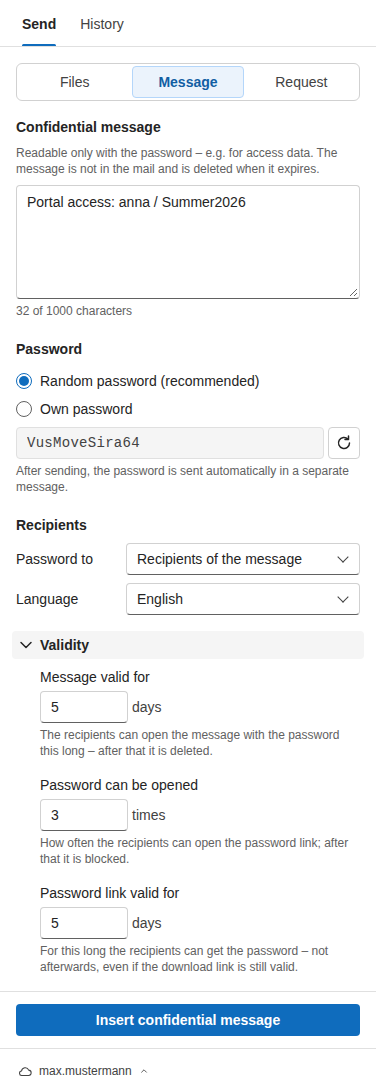 Send History
Files Message Request
Confidential message
Readable only with the password – e.g. for access data. The
message is not in the mail and is deleted when it expires.
Portal access: anna / Summer2026
32 of 1000 characters
Password
Random password (recommended)
Own password
VusMoveSira64
After sending, the password is sent automatically in a separate
message.
Recipients
Password to Recipients of the message
Language English
Validity
Message valid for
5 days
The recipients can open the message with the password
this long – after that it is deleted.
Password can be opened
3 times
How often the recipients can open the password link; after
that it is blocked.
Password link valid for
5 days
For this long the recipients can get the password – not
afterwards, even if the download link is still valid.
Insert confidential message
max.mustermann